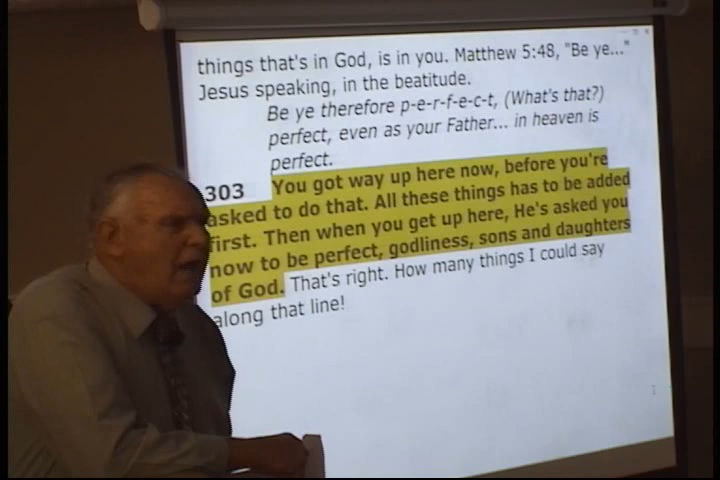 things that's in God, is in you. Matthew 5:48, "Be ye..."
Jesus speaking, in the beatitude.
Be ye therefore p-e-r-f-e-c-t, (What's that?)
perfect, even as your Father... in heaven is
perfect.
303 You got way up here now, before you're
asked to do that. All these things has to be added
first. Then when you get up here, He's asked you
now to be perfect, godliness, sons and daughters
of God. That's right. How many things I could say
along that line!